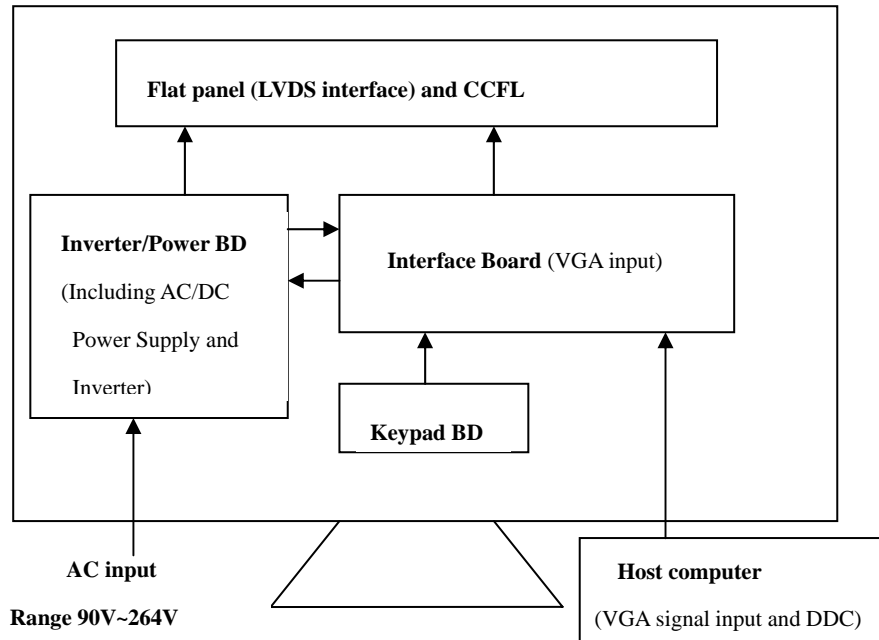 Flat panel (LVDS interface) and CCFL
Inverter/Power BD
(Including AC/DC
Power Supply and
Inverter)
Interface Board (VGA input)
Keypad BD
AC input
Range 90V~264V
Host computer
(VGA signal input and DDC)